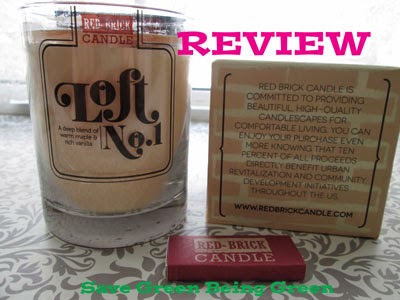 RED-BRICK
CANDLE
REVIEW
Loft
No.1
A deep blend of
warm maple &
rich vanilla
RED BRICK CANDLE IS
COMMITTED TO PROVIDING
BEAUTIFUL, HIGH-QUALITY
CANDLESCAPES FOR
COMFORTABLE LIVING. YOU CAN
ENJOY YOUR PURCHASE EVEN
MORE KNOWING THAT TEN
PERCENT OF ALL PROCEEDS
DIRECTLY BENEFIT URBAN
REVITALIZATION AND COMMUNITY
DEVELOPMENT INITIATIVES
THROUGHOUT THE US.
WWW.REDBRICKCANDLE.COM
RED-BRICK
CANDLE
Save Green Being Green